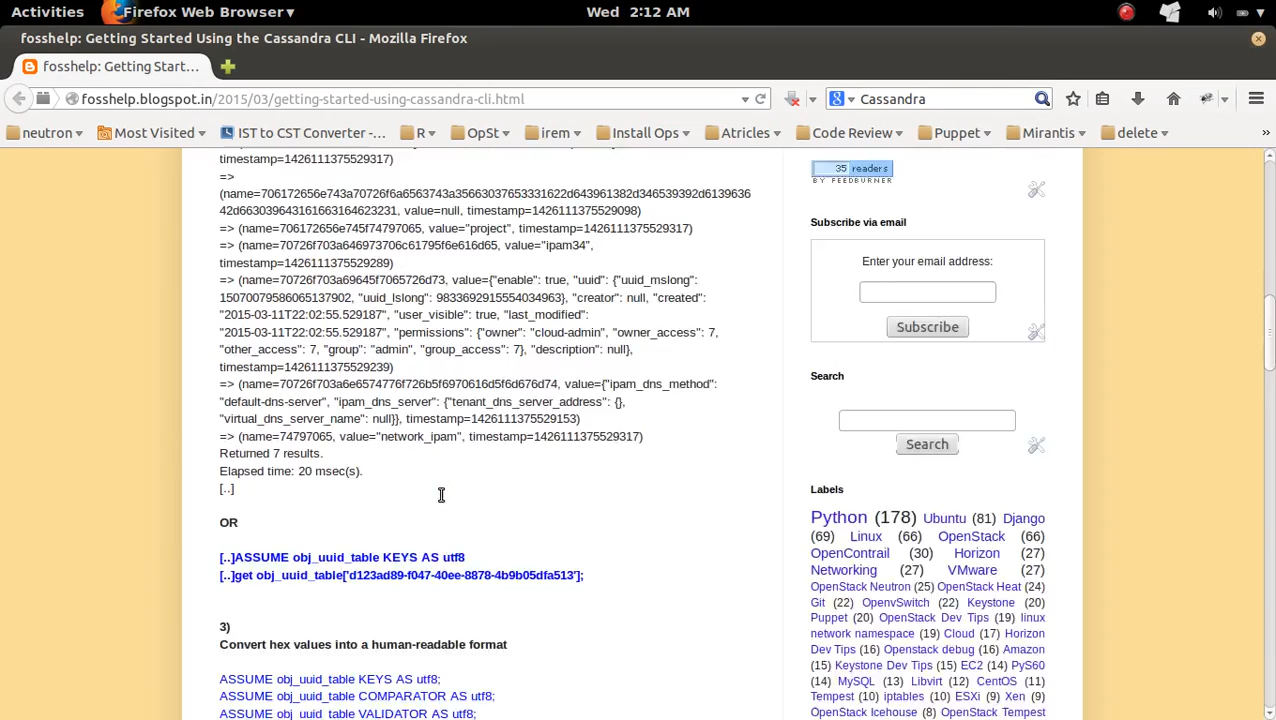 Activities Firefox Web Browser ▾ Wed 2:12 AM
fosshelp: Getting Started Using the Cassandra CLI - Mozilla Firefox
fosshelp: Getting Start...
fosshelp.blogspot.in/2015/03/getting-started-using-cassandra-cli.html Cassandra
neutron Most Visited IST to CST Converter -... R OpSt irem Install Ops Atricles Code Review Puppet Mirantis delete »
timestamp=1426111375529317)
=>
(name=706172656e743a70726f6a6563743a35663037653331622d643961382d346539392d6139636
42d663039643161663164623231, value=null, timestamp=1426111375529098)
=> (name=706172656e745f74797065, value="project", timestamp=1426111375529317)
=> (name=70726f703a646973706c61795f6e616d65, value="ipam34",
timestamp=1426111375529289)
=> (name=70726f703a69645f7065726d73, value={"enable": true, "uuid": {"uuid_mslong":
15070079586065137902, "uuid_lslong": 9833692915554034963}, "creator": null, "created":
"2015-03-11T22:02:55.529187", "user_visible": true, "last_modified":
"2015-03-11T22:02:55.529187", "permissions": {"owner": "cloud-admin", "owner_access": 7,
"other_access": 7, "group": "admin", "group_access": 7}, "description": null},
timestamp=1426111375529239)
=> (name=70726f703a6e6574776f726b5f6970616d5f6d676d74, value={"ipam_dns_method":
"default-dns-server", "ipam_dns_server": {"tenant_dns_server_address": {},
"virtual_dns_server_name": null}}, timestamp=1426111375529153)
=> (name=74797065, value="network_ipam", timestamp=1426111375529317)
Returned 7 results.
Elapsed time: 20 msec(s).
[..]
OR
[..]ASSUME obj_uuid_table KEYS AS utf8
[..]get obj_uuid_table['d123ad89-f047-40ee-8878-4b9b05dfa513'];
3)
Convert hex values into a human-readable format
ASSUME obj_uuid_table KEYS AS utf8;
ASSUME obj_uuid_table COMPARATOR AS utf8;
ASSUME obj_uuid_table VALIDATOR AS utf8;
35 readers
BY FEEDBURNER
Subscribe via email
Enter your email address:
Subscribe
Search
Search
Labels
Python (178) Ubuntu (81) Django
(69) Linux (66) OpenStack (66)
OpenContrail (30) Horizon (27)
Networking (27) VMware (27)
OpenStack Neutron (25) OpenStack Heat (24)
Git (22) OpenvSwitch (22) Keystone (20)
Puppet (20) OpenStack Dev Tips (19) linux
network namespace (19) Cloud (17) Horizon
Dev Tips (16) Openstack debug (16) Amazon
(15) Keystone Dev Tips (15) EC2 (14) PyS60
(14) MySQL (13) Libvirt (12) CentOS (11)
Tempest (10) iptables (10) ESXi (9) Xen (9)
Openstack Icehouse (8) OpenStack Tempest